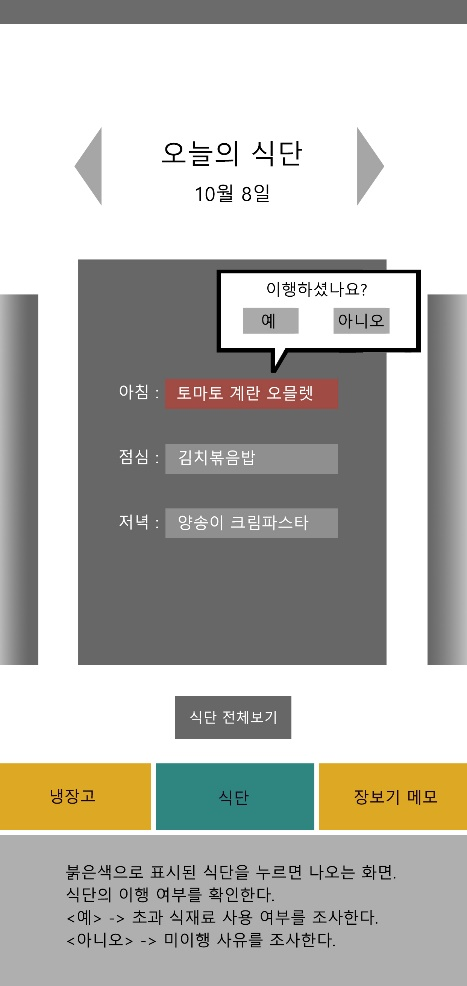 오늘의 식단
10월 8일
이행하셨나요?
예 아니오
아침 : 토마토 계란 오믈렛
점심 : 김치볶음밥
저녁 : 양송이 크림파스타
식단 전체보기
냉장고 식단 장보기 메모
붉은색으로 표시된 식단을 누르면 나오는 화면.
식단의 이행 여부를 확인한다.
<예> -> 초과 식재료 사용 여부를 조사한다.
<아니오> -> 미이행 사유를 조사한다.